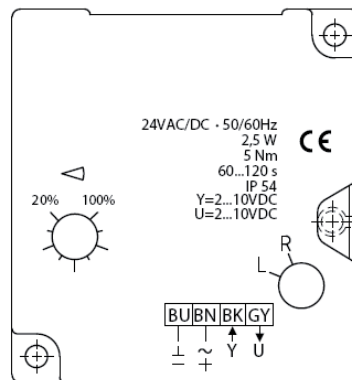 24VAC/DC · 50/60Hz
2,5 W
5 Nm
60...120 s
IP 54
Y=2...10VDC
U=2...10VDC
CE
20% 100%
R
L
BU BN BK GY
⊥ ~ Y U
− +